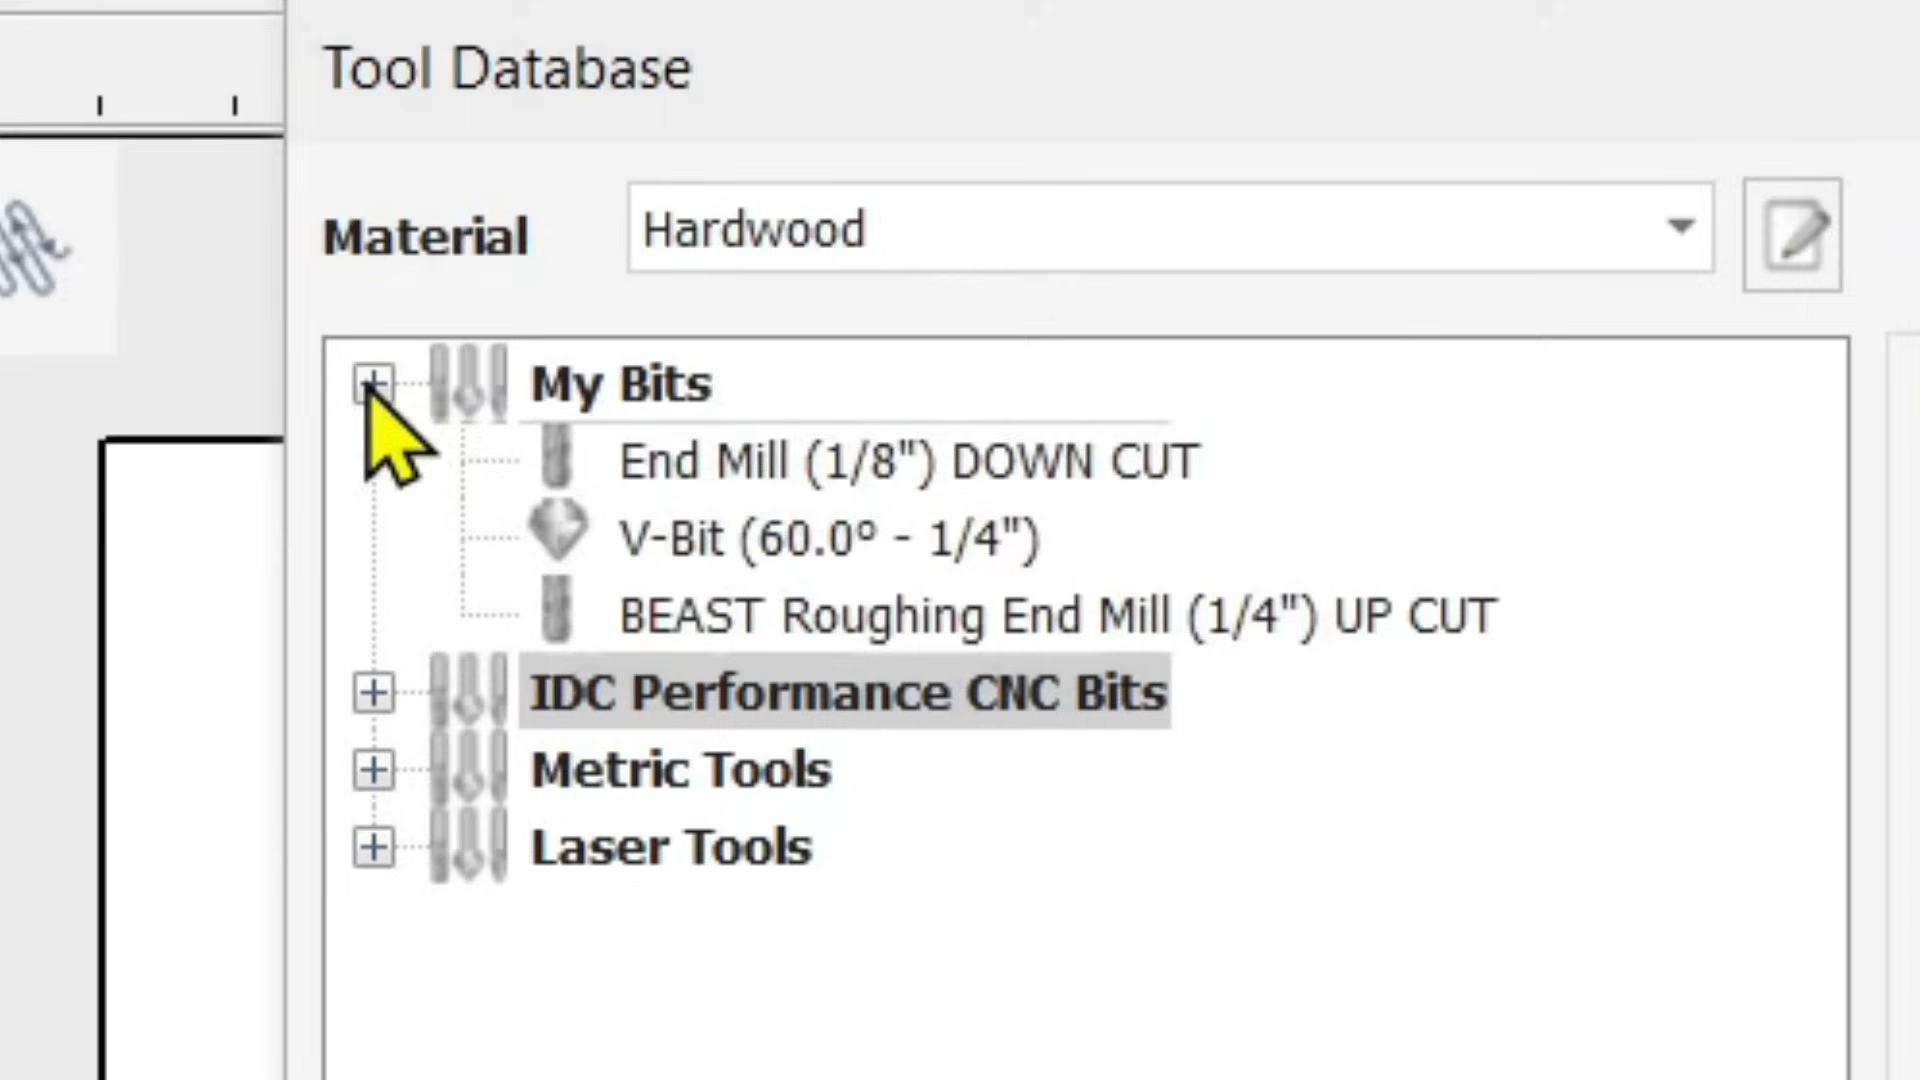 Tool Database
Material
Hardwood
My Bits
End Mill (1/8") DOWN CUT
V-Bit (60.0º - 1/4")
BEAST Roughing End Mill (1/4") UP CUT
IDC Performance CNC Bits
Metric Tools
Laser Tools